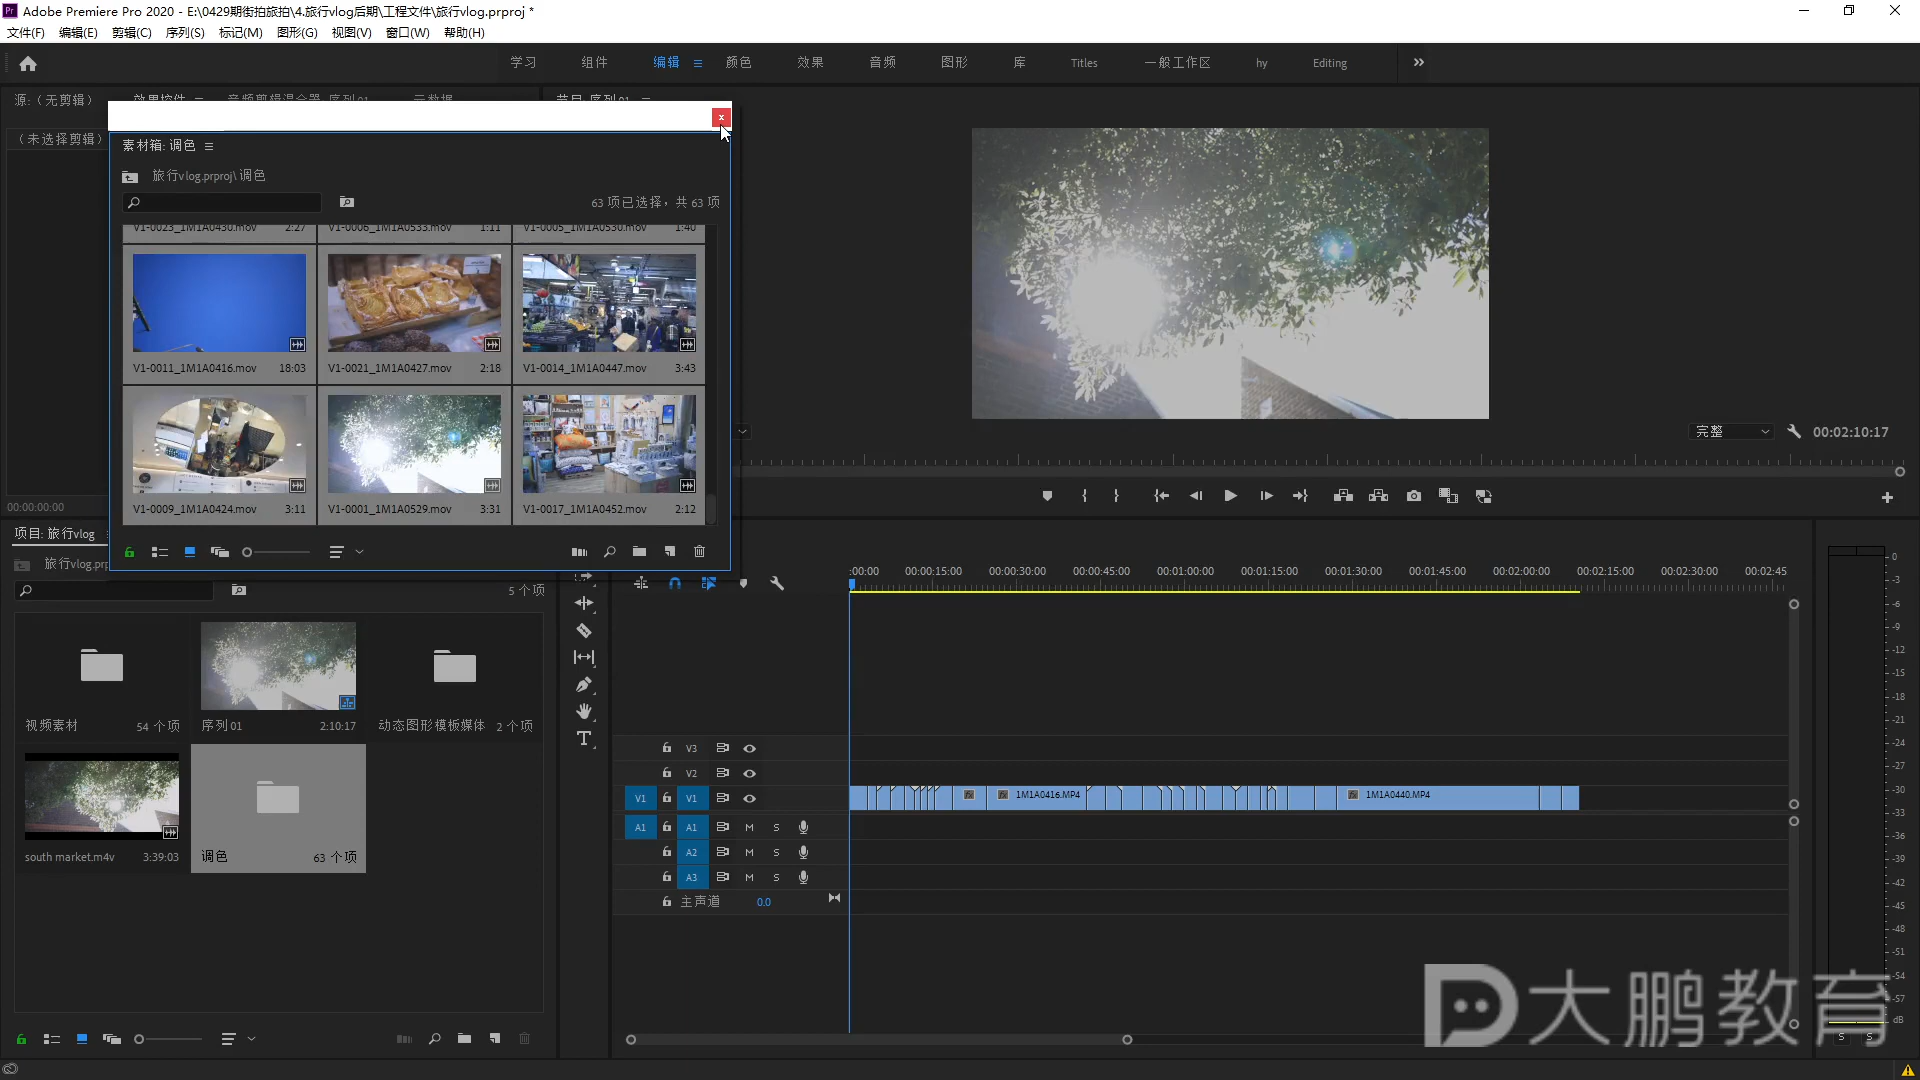 Adobe Premiere Pro 2020 - E:\0429期街拍旅拍\4.旅行vlog后期\工程文件\旅行vlog.prproj *
文件(F) 编辑(E) 剪辑(C) 序列(S) 标记(M) 图形(G) 视图(V) 窗口(W) 帮助(H)
学习 组件 编辑 颜色 效果 音频 图形 库 Titles 一般工作区 hy Editing
源:（无剪辑） 效果控件 音频剪辑混合器: 序列 01 元数据 节目: 序列 01
（未选择剪辑）
素材箱: 调色
旅行vlog.prproj\ 调色
63 项已选择，共 63 项
V1-0023_1M1A0430.mov 2:27 V1-0006_1M1A0533.mov 1:11 V1-0005_1M1A0530.mov 1:40
V1-0011_1M1A0416.mov 18:03 V1-0021_1M1A0427.mov 2:18 V1-0014_1M1A0447.mov 3:43
V1-0009_1M1A0424.mov 3:11 V1-0001_1M1A0529.mov 3:31 V1-0017_1M1A0452.mov 2:12
完整 00:02:10:17
00:00:00:00
项目: 旅行vlog
旅行vlog.prp
5 个项
视频素材 54 个项 序列 01 2:10:17 动态图形模板媒体 2 个项
south market.m4v 3:39:03 调色 63 个项
:00:00 00:00:15:00 00:00:30:00 00:00:45:00 00:01:00:00 00:01:15:00 00:01:30:00 00:01:45:00 00:02:00:00 00:02:15:00 00:02:30:00 00:02:45
V3
V2
V1 V1 1M1A0416.MP4 1M1A0440.MP4
A1 A1 M S
A2 M S
A3 M S
主声道 0.0
0
-3
-6
-9
-12
-15
-18
-21
-24
-27
-30
-33
-36
-39
-42
-45
-48
-51
-54
-57
dB
S S
大鹏教育